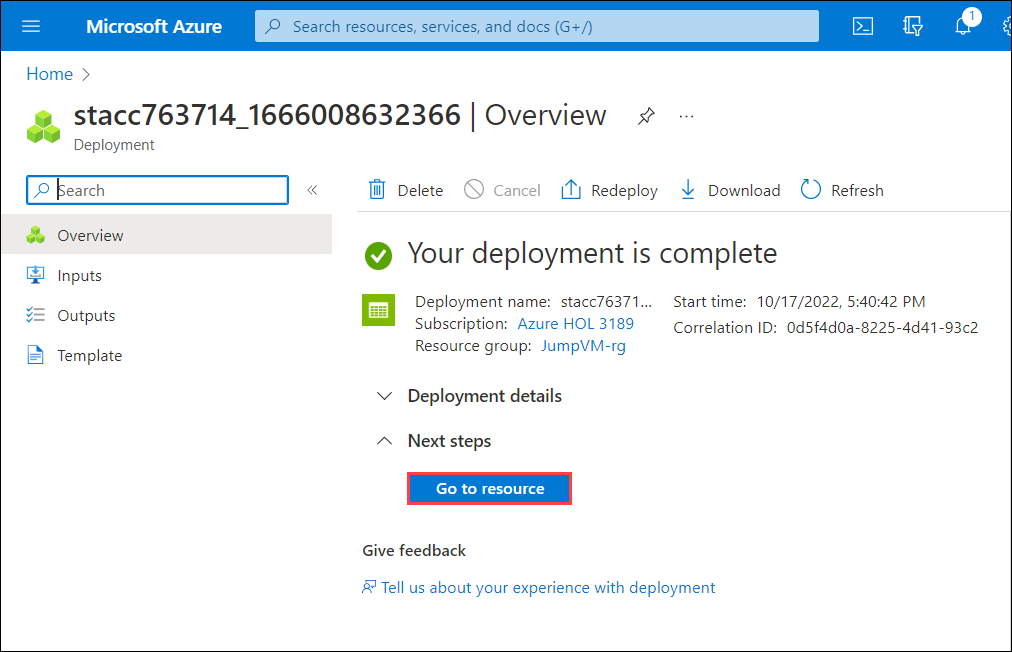 Microsoft Azure
Search resources, services, and docs (G+/)
1
Home
stacc763714_1666008632366 | Overview
...
Deployment
Search
«
Delete
Cancel
Redeploy
Download
Refresh
Overview
Inputs
Outputs
Template
Your deployment is complete
Deployment name: stacc76371...
Start time: 10/17/2022, 5:40:42 PM
Subscription: Azure HOL 3189
Correlation ID: 0d5f4d0a-8225-4d41-93c2
Resource group: JumpVM-rg
Deployment details
Next steps
Go to resource
Give feedback
Tell us about your experience with deployment